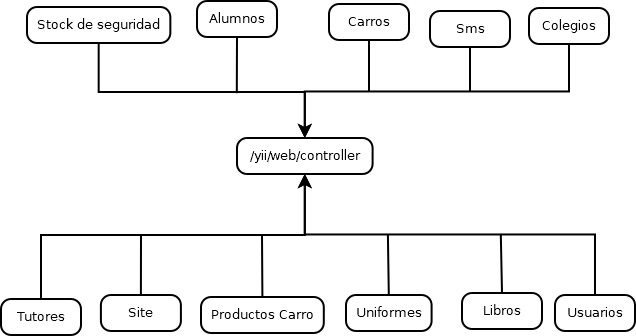 Stock de seguridad
Alumnos
Carros
Sms
Colegios
/yii/web/controller
Tutores
Site
Productos Carro
Uniformes
Libros
Usuarios